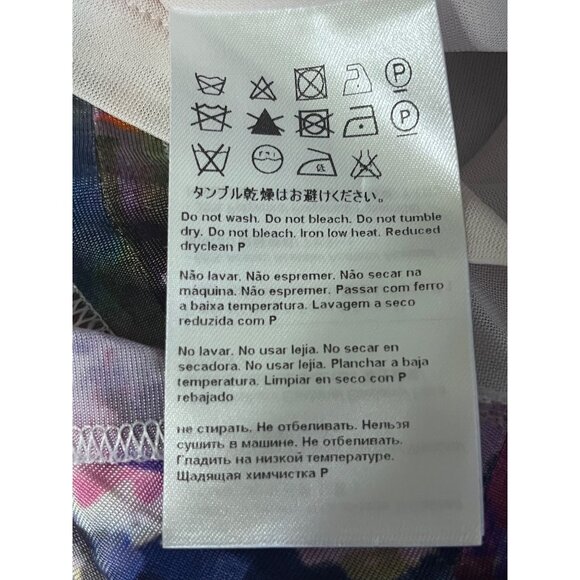 P
P
低
タンブル乾燥はお避けください。
Do not wash. Do not bleach. Do not tumble
dry. Do not bleach. Iron low heat. Reduced
dryclean P
Não lavar. Não espremer. Não secar na
máquina. Não espremer. Passar com ferro
a baixa temperatura. Lavagem a seco
reduzida com P
No lavar. No usar lejía. No secar en
secadora. No usar lejía. Planchar a baja
temperatura. Limpiar en seco con P
rebajado
не стирать. Не отбеливать. Нельзя
сушить в машине. Не отбеливать.
Гладить на низкой температуре.
Щадящая химчистка P